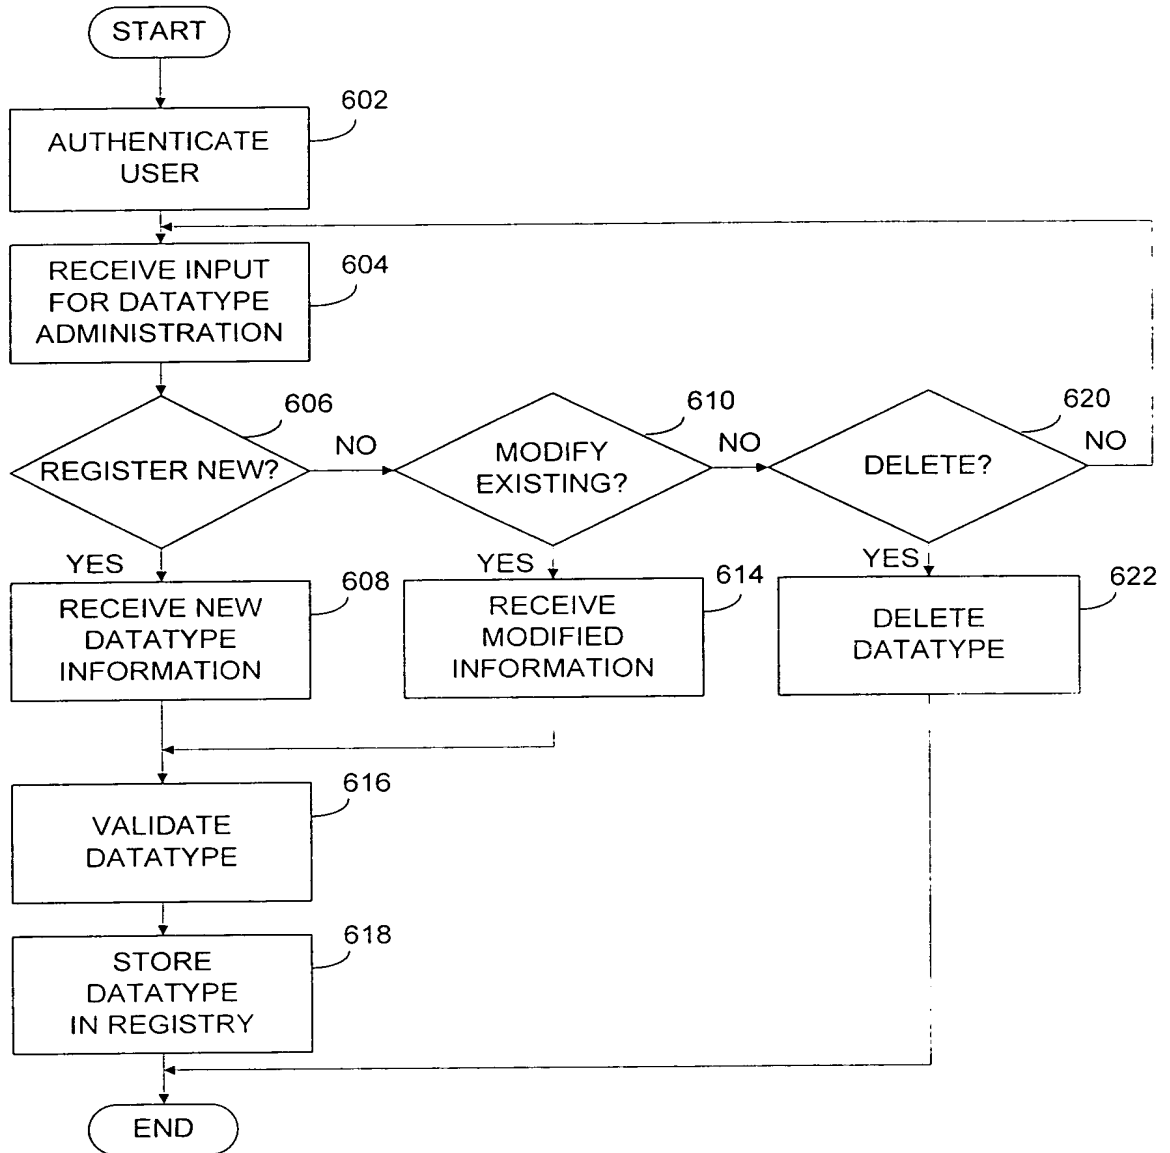 START
602
AUTHENTICATE
USER
604
RECEIVE INPUT
FOR DATATYPE
ADMINISTRATION
606
REGISTER NEW?
NO
610
MODIFY
EXISTING?
NO
620
DELETE?
NO
YES
608
RECEIVE NEW
DATATYPE
INFORMATION
YES
614
RECEIVE
MODIFIED
INFORMATION
YES
622
DELETE
DATATYPE
616
VALIDATE
DATATYPE
618
STORE
DATATYPE
IN REGISTRY
END